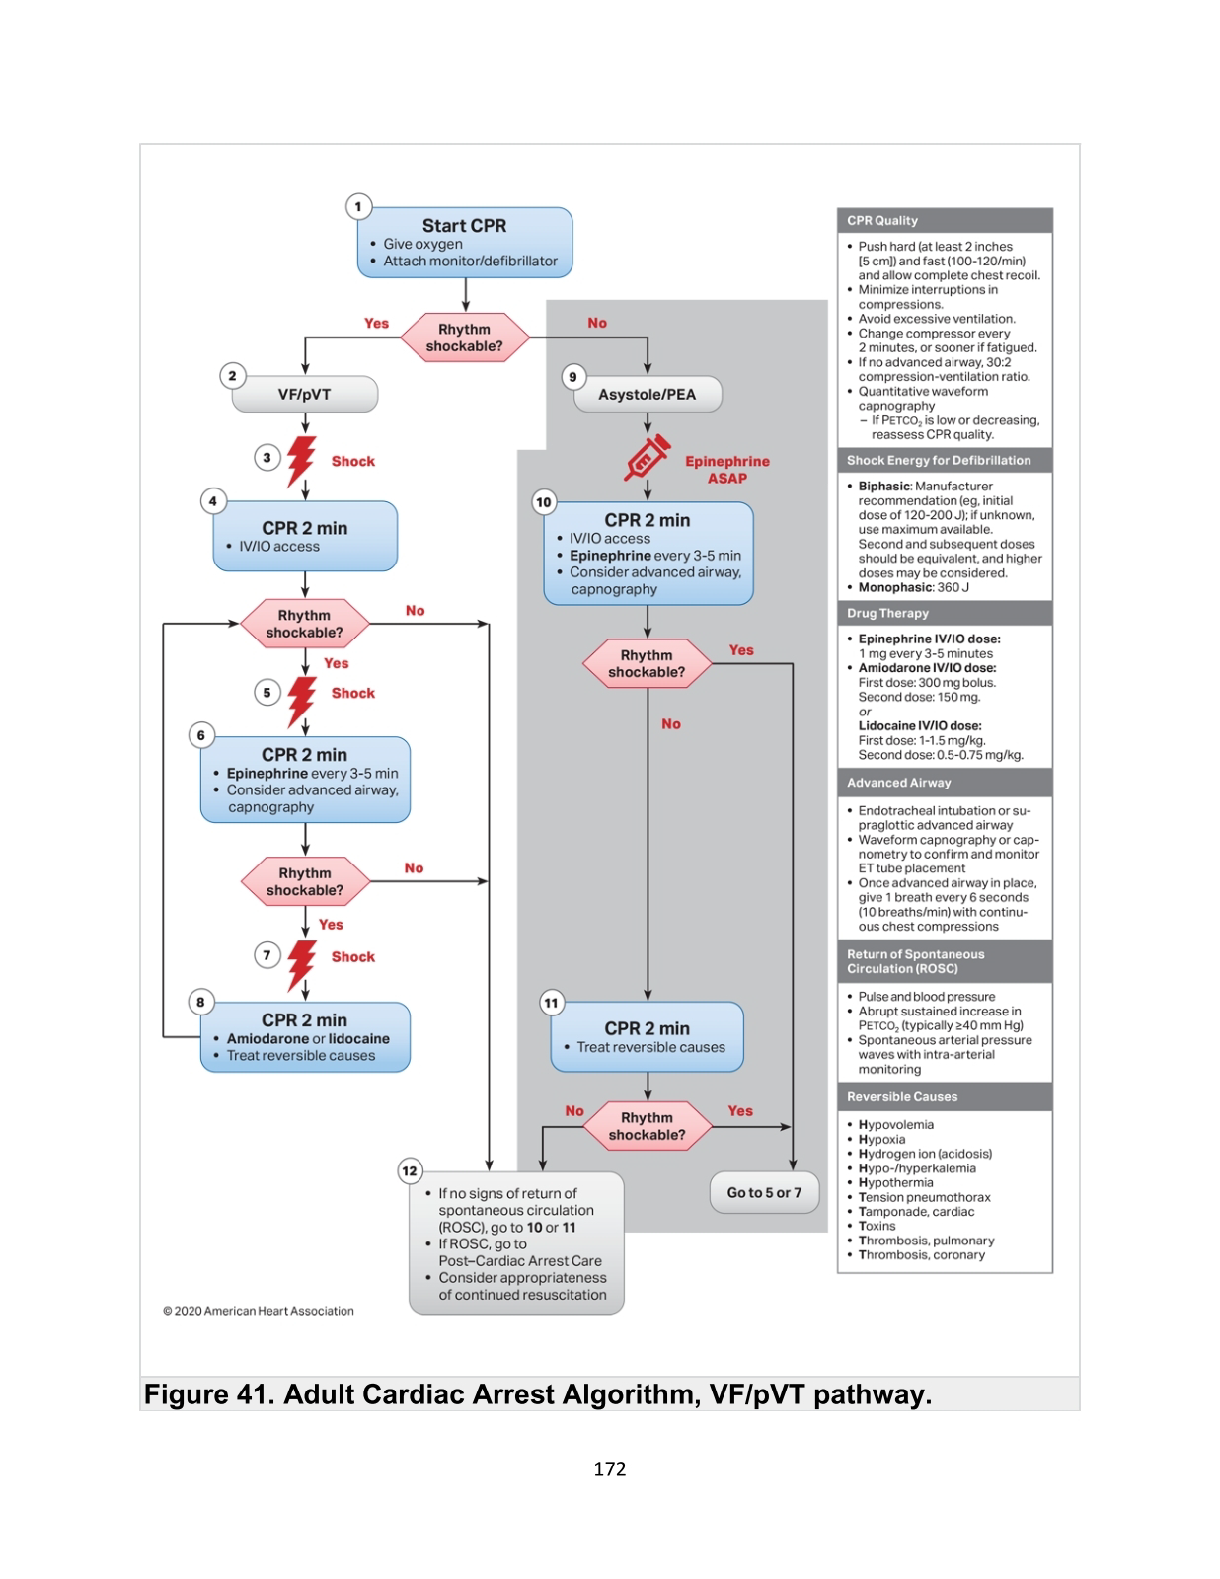 1
Start CPR
• Give oxygen
• Attach monitor/defibrillator
Yes
Rhythm
shockable?
No
2
VF/pVT
3
Shock
4
CPR 2 min
• IV/IO access
Rhythm
shockable?
No
Yes
5
Shock
6
CPR 2 min
• Epinephrine every 3-5 min
• Consider advanced airway,
capnography
Rhythm
shockable?
No
Yes
7
Shock
8
CPR 2 min
• Amiodarone or lidocaine
• Treat reversible causes
9
Asystole/PEA
Epinephrine
ASAP
10
CPR 2 min
• IV/IO access
• Epinephrine every 3-5 min
• Consider advanced airway,
capnography
Rhythm
shockable?
Yes
No
11
CPR 2 min
• Treat reversible causes
No
Rhythm
shockable?
Yes
12
• If no signs of return of
spontaneous circulation
(ROSC), go to 10 or 11
• If ROSC, go to
Post–Cardiac Arrest Care
• Consider appropriateness
of continued resuscitation
Go to 5 or 7
CPR Quality
• Push hard (at least 2 inches
[5 cm]) and fast (100-120/min)
and allow complete chest recoil.
• Minimize interruptions in
compressions.
• Avoid excessive ventilation.
• Change compressor every
2 minutes, or sooner if fatigued.
• If no advanced airway, 30:2
compression-ventilation ratio.
• Quantitative waveform
capnography
– If PETCO₂ is low or decreasing,
reassess CPR quality.
Shock Energy for Defibrillation
• Biphasic: Manufacturer
recommendation (eg, initial
dose of 120-200 J); if unknown,
use maximum available.
Second and subsequent doses
should be equivalent, and higher
doses may be considered.
• Monophasic: 360 J
Drug Therapy
• Epinephrine IV/IO dose:
1 mg every 3-5 minutes
• Amiodarone IV/IO dose:
First dose: 300 mg bolus.
Second dose: 150 mg.
or
Lidocaine IV/IO dose:
First dose: 1-1.5 mg/kg.
Second dose: 0.5-0.75 mg/kg.
Advanced Airway
• Endotracheal intubation or su-
praglottic advanced airway
• Waveform capnography or cap-
nometry to confirm and monitor
ET tube placement
• Once advanced airway in place,
give 1 breath every 6 seconds
(10 breaths/min) with continu-
ous chest compressions
Return of Spontaneous
Circulation (ROSC)
• Pulse and blood pressure
• Abrupt sustained increase in
PETCO₂ (typically ≥40 mm Hg)
• Spontaneous arterial pressure
waves with intra-arterial
monitoring
Reversible Causes
• Hypovolemia
• Hypoxia
• Hydrogen ion (acidosis)
• Hypo-/hyperkalemia
• Hypothermia
• Tension pneumothorax
• Tamponade, cardiac
• Toxins
• Thrombosis, pulmonary
• Thrombosis, coronary
© 2020 American Heart Association
Figure 41. Adult Cardiac Arrest Algorithm, VF/pVT pathway.
172